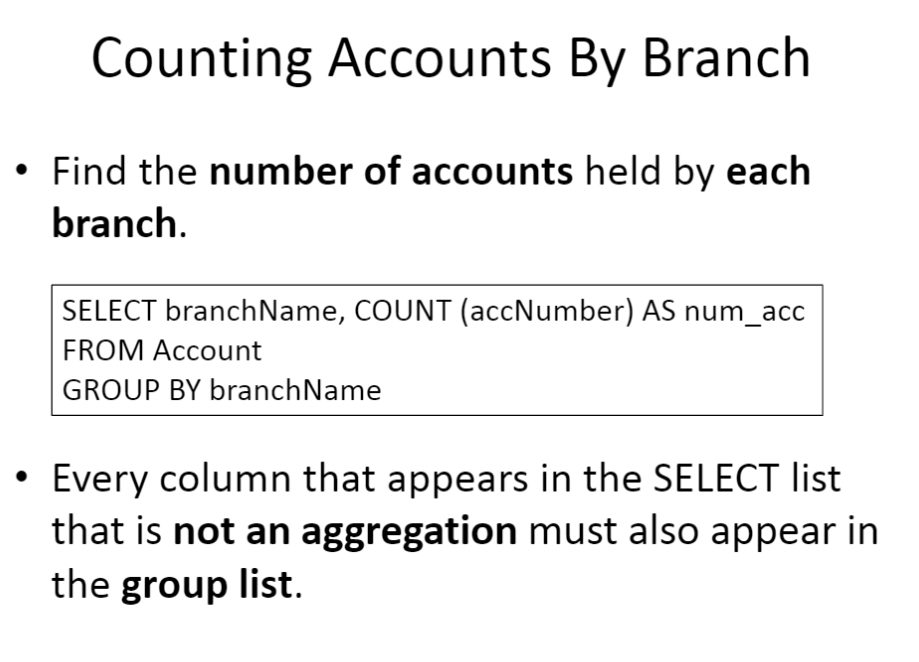 Counting Accounts By Branch
• Find the number of accounts held by each
branch.
SELECT branchName, COUNT (accNumber) AS num_acc
FROM Account
GROUP BY branchName
• Every column that appears in the SELECT list
that is not an aggregation must also appear in
the group list.